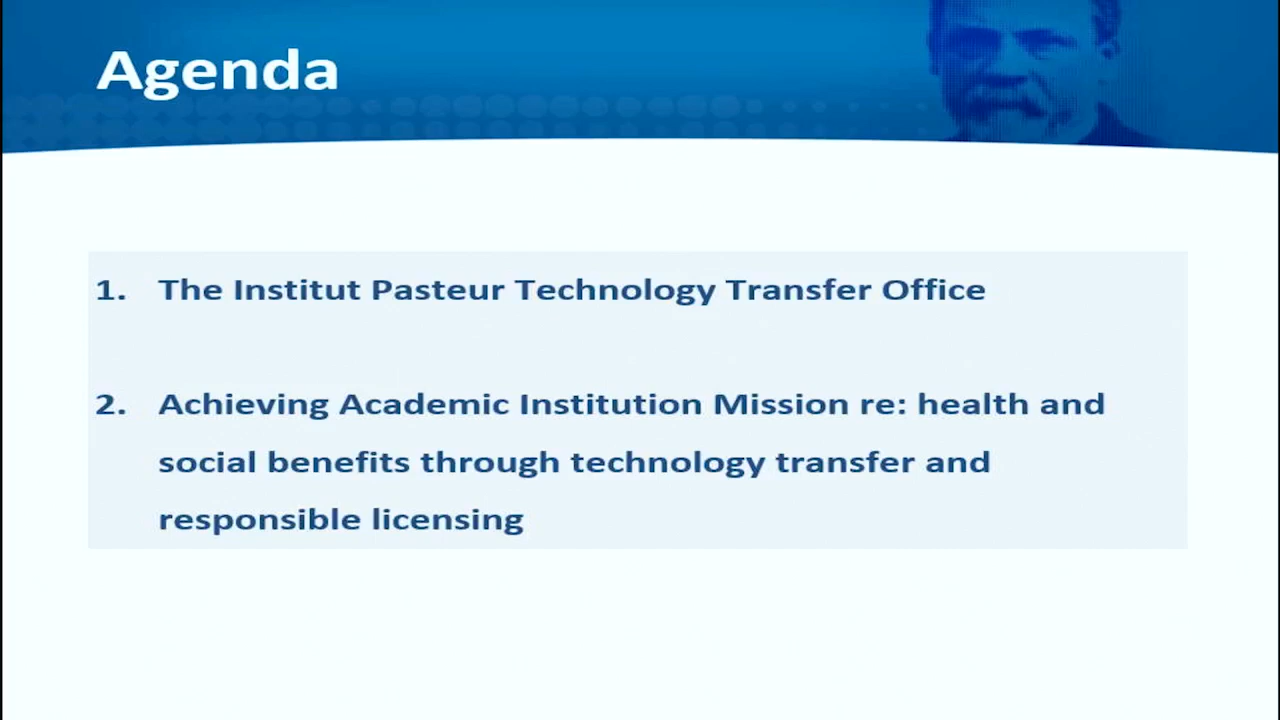 Agenda
1. The Institut Pasteur Technology Transfer Office
2. Achieving Academic Institution Mission re: health and
social benefits through technology transfer and
responsible licensing